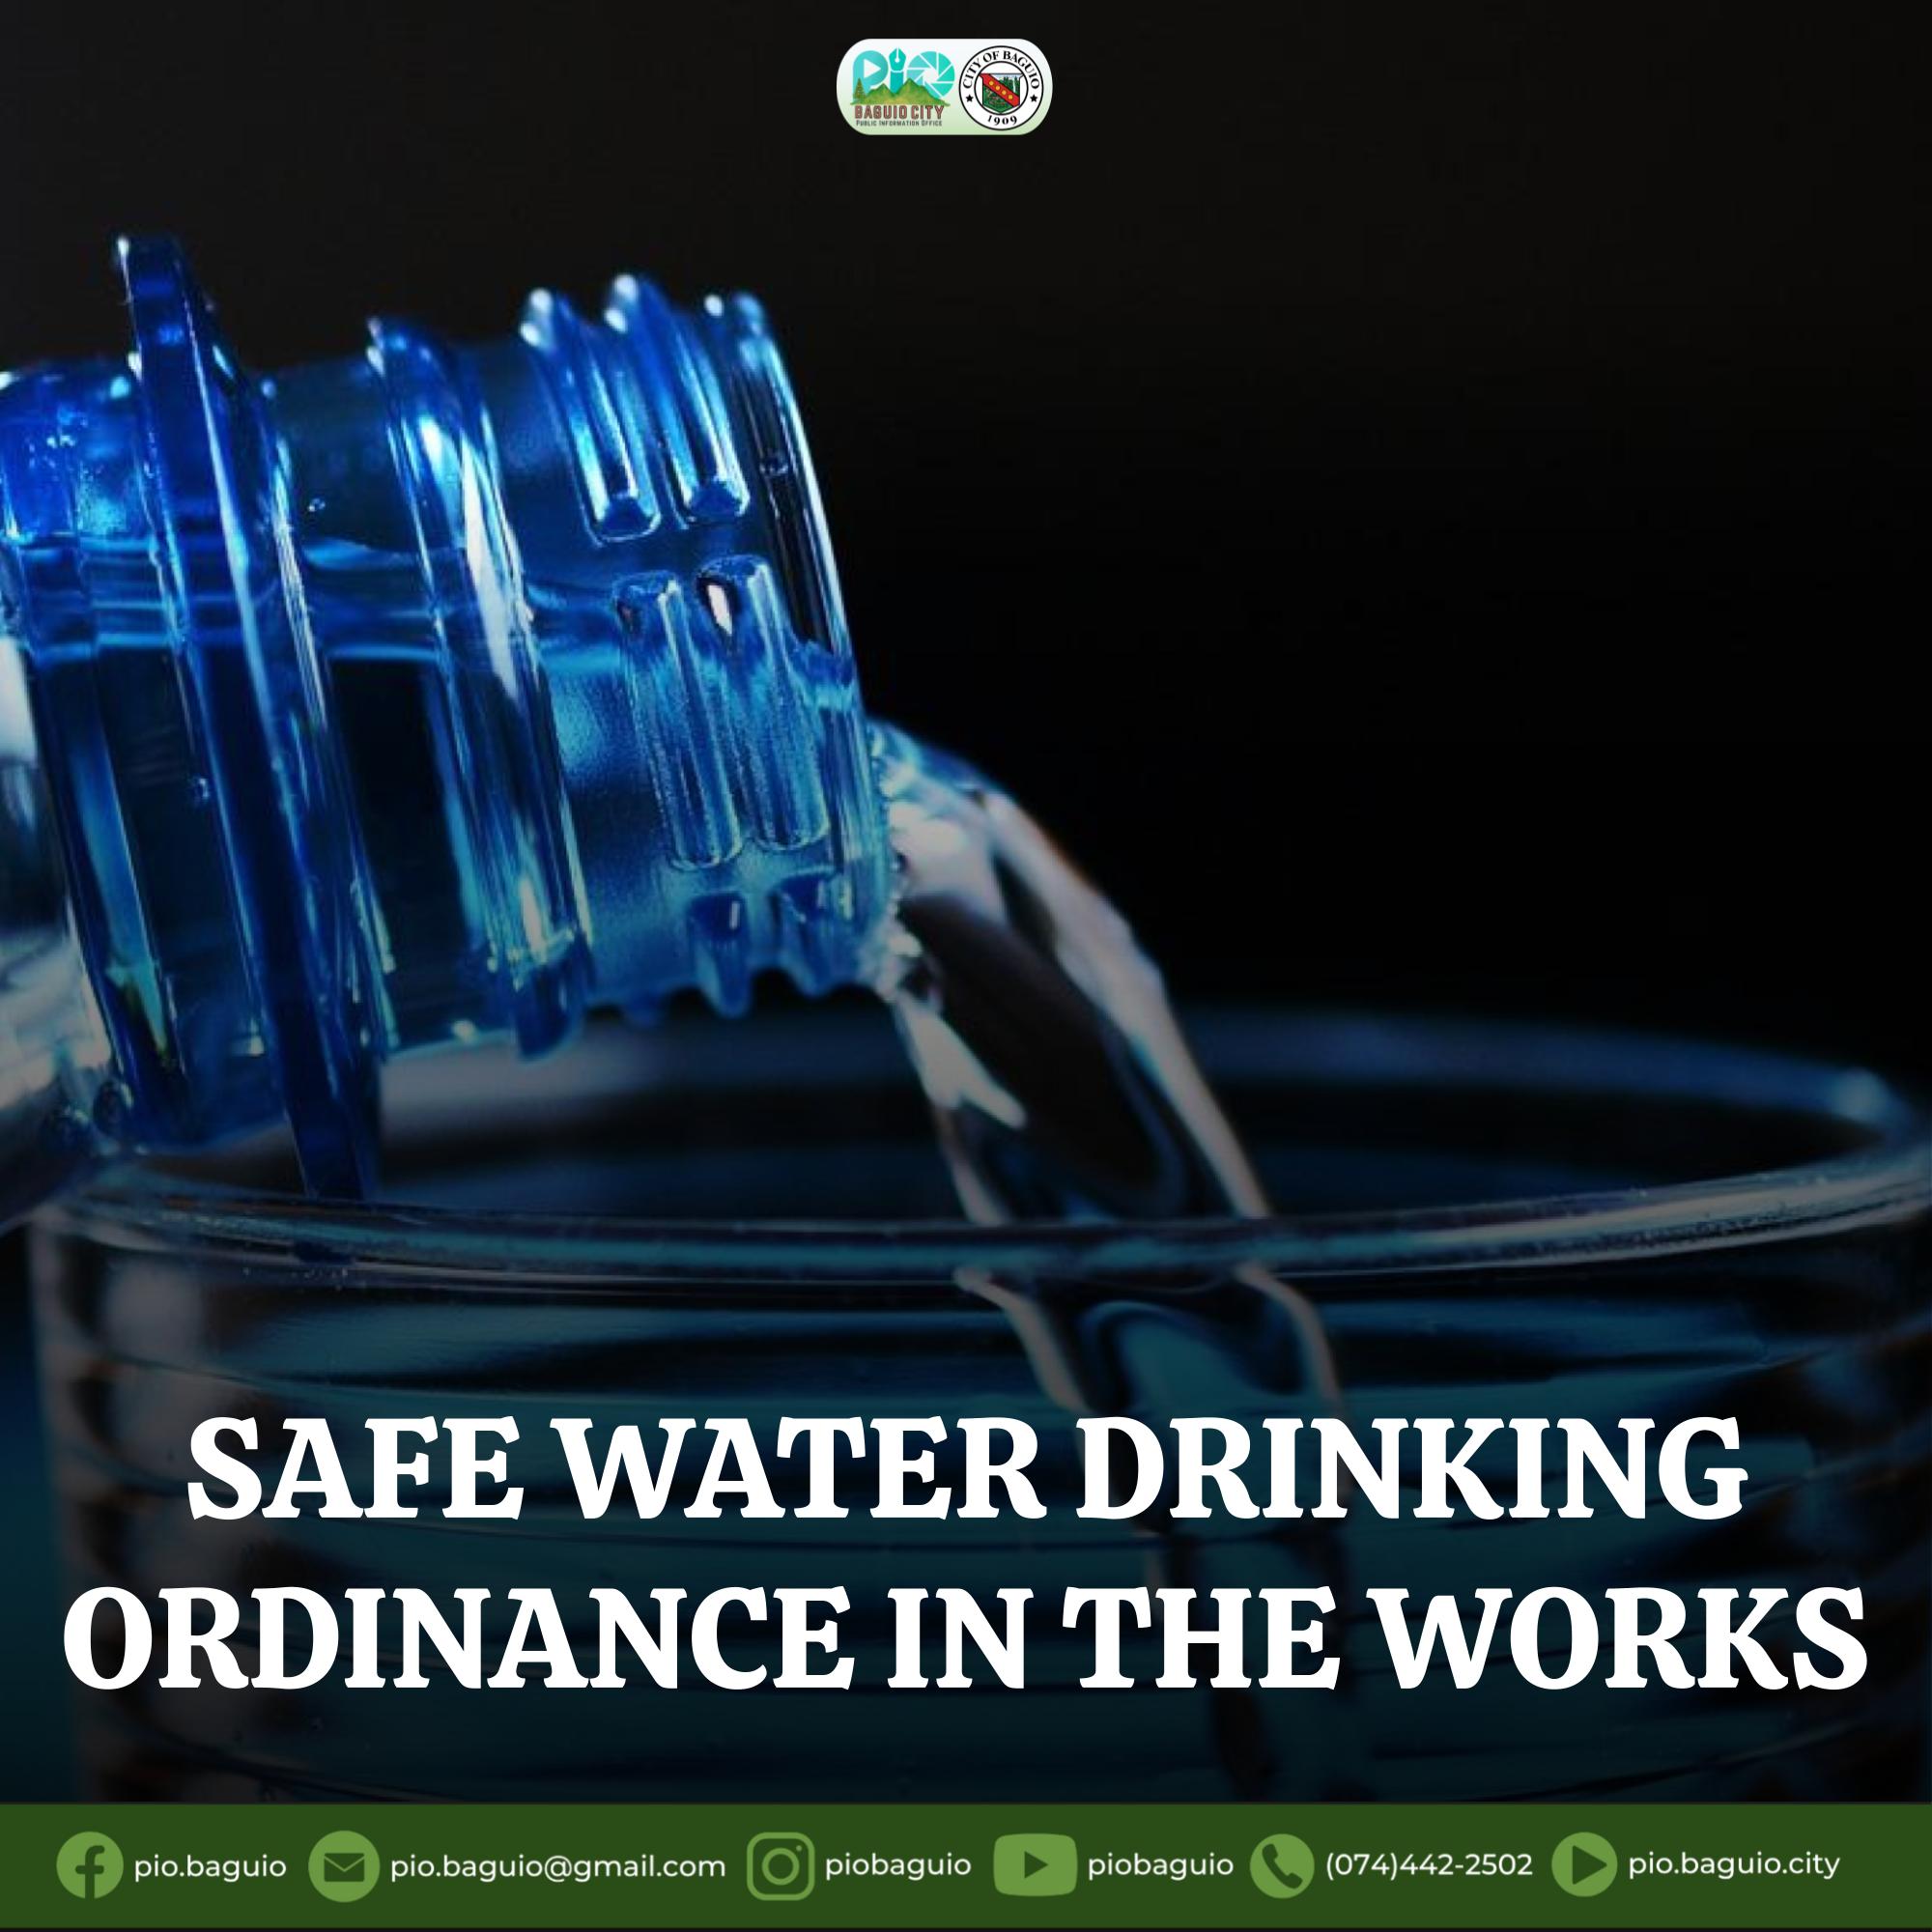 PIO
BAGUIO CITY
PUBLIC INFORMATION OFFICE
CITY OF BAGUIO
1909
SAFE WATER DRINKING
ORDINANCE IN THE WORKS
pio.baguio pio.baguio@gmail.com piobaguio piobaguio (074)442-2502 pio.baguio.city